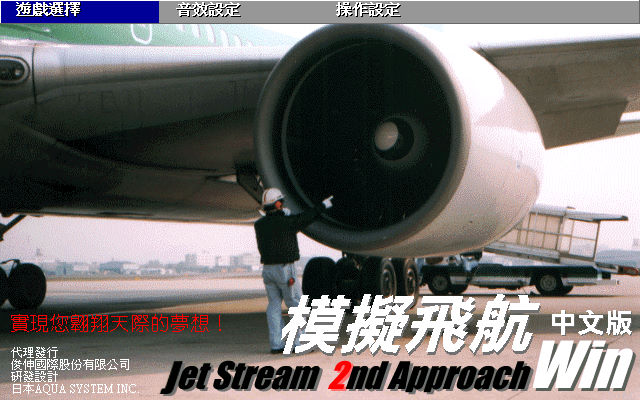 遊戲選擇
音效設定
操作設定
實現您翱翔天際的夢想！
模擬飛航 中文版
Jet Stream 2nd Approach Win
代理發行
俊伸國際股份有限公司
研發設計
日本AQUA SYSTEM INC.